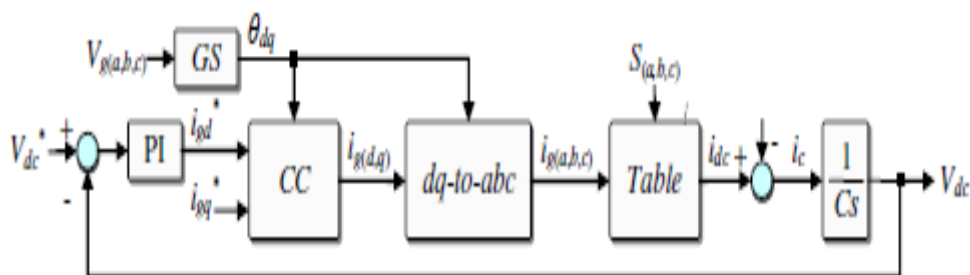 V_g(a,b,c)
GS
θ_dq
S_(a,b,c)
V_dc* + -
PI
i_gd*
i_gq*
CC
i_g(d,q)
dq-to-abc
i_g(a,b,c)
Table
i_dc + -
i_c
1
Cs
V_dc